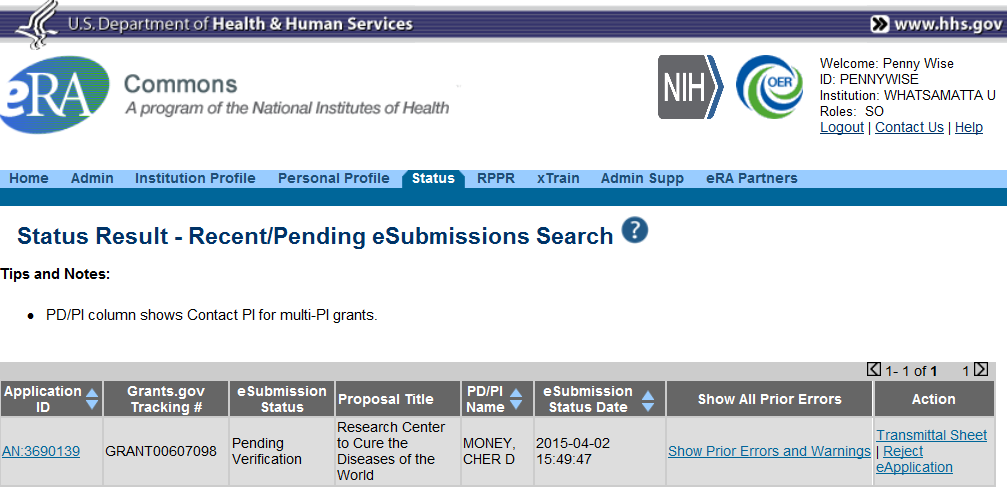 U.S. Department of Health & Human Services
www.hhs.gov
eRA
Commons
A program of the National Institutes of Health
NIH
OER
Welcome: Penny Wise
ID: PENNYWISE
Institution: WHATSAMATTA U
Roles: SO
Logout | Contact Us | Help
Home Admin Institution Profile Personal Profile Status RPPR xTrain Admin Supp eRA Partners
Status Result - Recent/Pending eSubmissions Search ?
Tips and Notes:
• PD/PI column shows Contact PI for multi-PI grants.
1- 1 of 1 1
Application
ID
Grants.gov
Tracking #
eSubmission
Status
Proposal Title
PD/PI
Name
eSubmission
Status Date
Show All Prior Errors
Action
AN:3690139
GRANT00607098
Pending
Verification
Research Center
to Cure the
Diseases of the
World
MONEY,
CHER D
2015-04-02
15:49:47
Show Prior Errors and Warnings
Transmittal Sheet
| Reject
eApplication